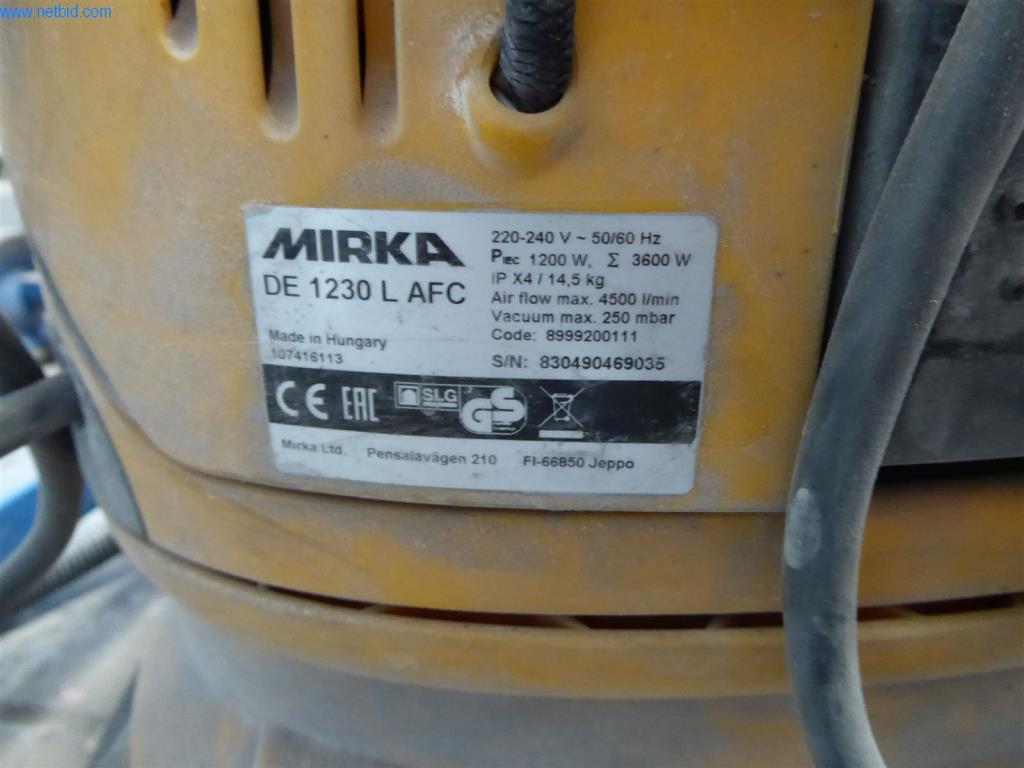 www.netbid.com
MIRKA
DE 1230 L AFC
Made in Hungary
107416113
220-240 V ~ 50/60 Hz
PIEC 1200 W, Σ 3600 W
IP X4 / 14,5 kg
Air flow max. 4500 l/min
Vacuum max. 250 mbar
Code: 8999200111
S/N: 830490469035
CE EAC SLG GS
Mirka Ltd. Pensalavägen 210 FI-66850 Jeppo